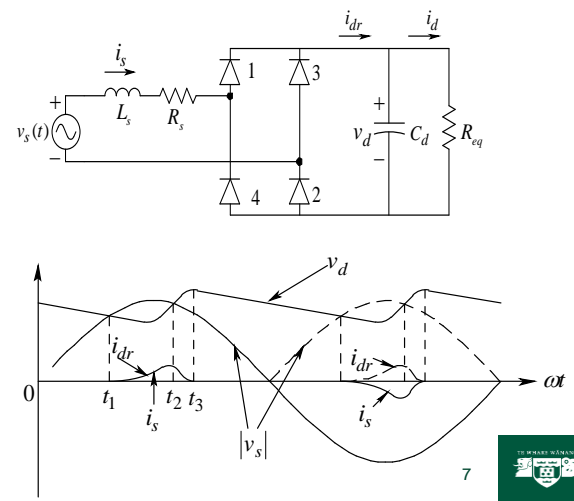 i_dr i_d
i_s 1 3
+ L_s R_s + 
v_s(t) v_d C_d R_eq
− −
4 2
v_d
i_dr i_dr
0 t_1 i_s t_2 t_3 i_s ωt
|v_s|
7